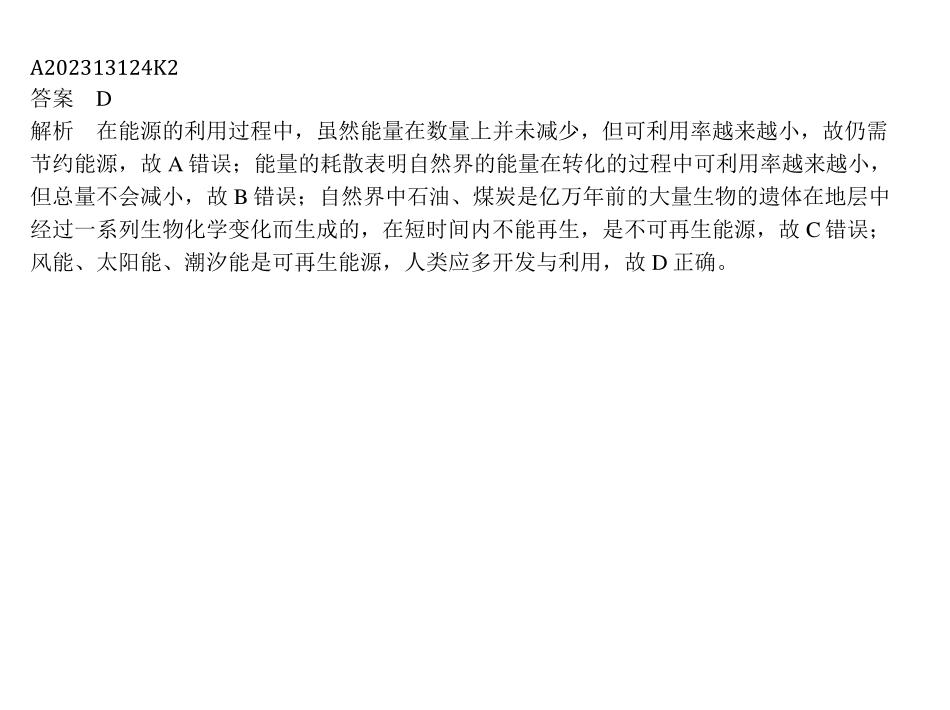 A202313124K2
答案　D
解析　在能源的利用过程中，虽然能量在数量上并未减少，但可利用率越来越小，故仍需
节约能源，故 A 错误；能量的耗散表明自然界的能量在转化的过程中可利用率越来越小，
但总量不会减小，故 B 错误；自然界中石油、煤炭是亿万年前的大量生物的遗体在地层中
经过一系列生物化学变化而生成的，在短时间内不能再生，是不可再生能源，故 C 错误；
风能、太阳能、潮汐能是可再生能源，人类应多开发与利用，故 D 正确。